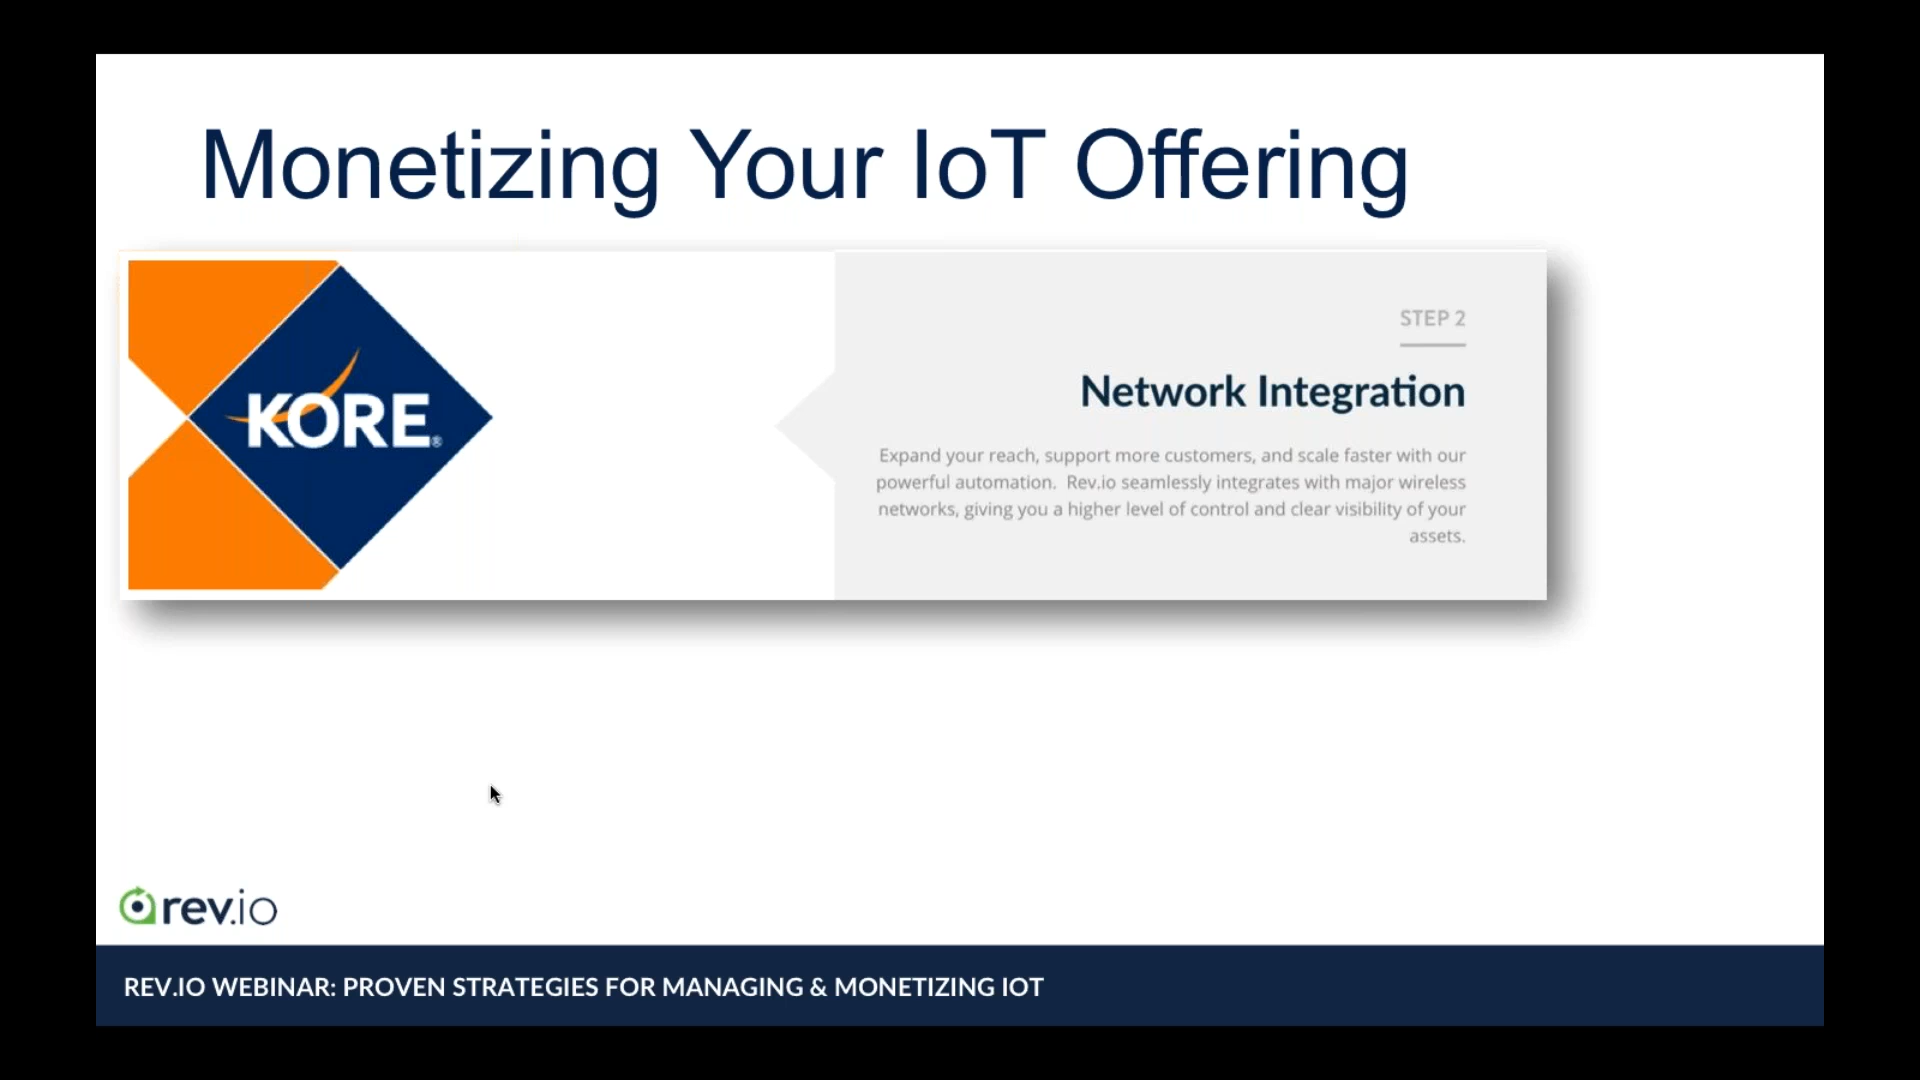 Monetizing Your IoT Offering
KORE®
STEP 2
Network Integration
Expand your reach, support more customers, and scale faster with our
powerful automation.  Rev.io seamlessly integrates with major wireless
networks, giving you a higher level of control and clear visibility of your
assets.
rev.io
REV.IO WEBINAR: PROVEN STRATEGIES FOR MANAGING & MONETIZING IOT